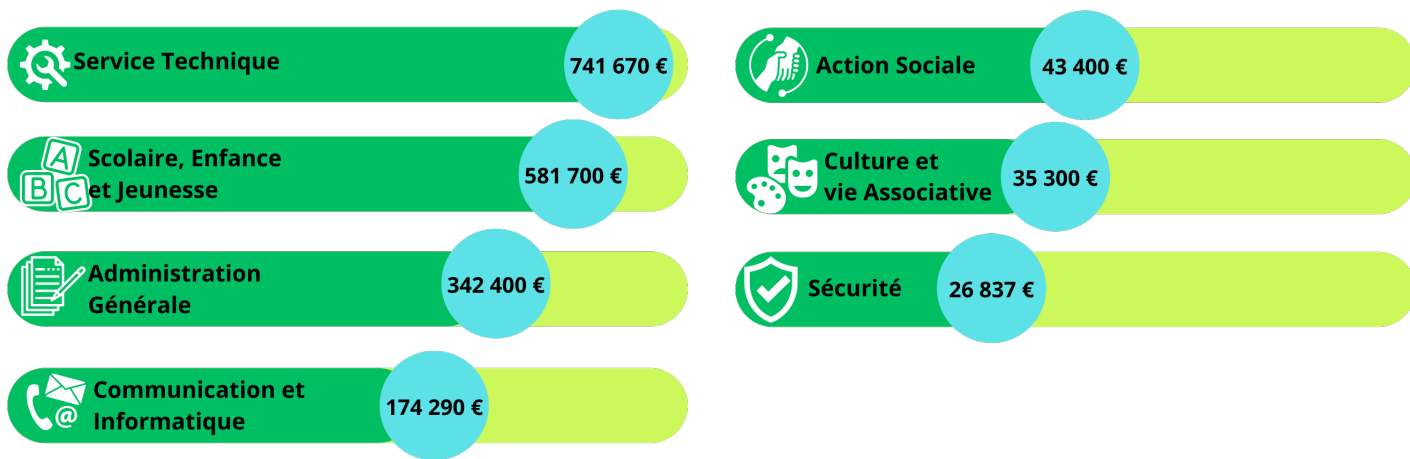 Service Technique
741 670 €
A
B
C
Scolaire, Enfance
et Jeunesse
581 700 €
Administration
Générale
342 400 €
@
Communication et
Informatique
174 290 €
Action Sociale
43 400 €
Culture et
vie Associative
35 300 €
Sécurité
26 837 €